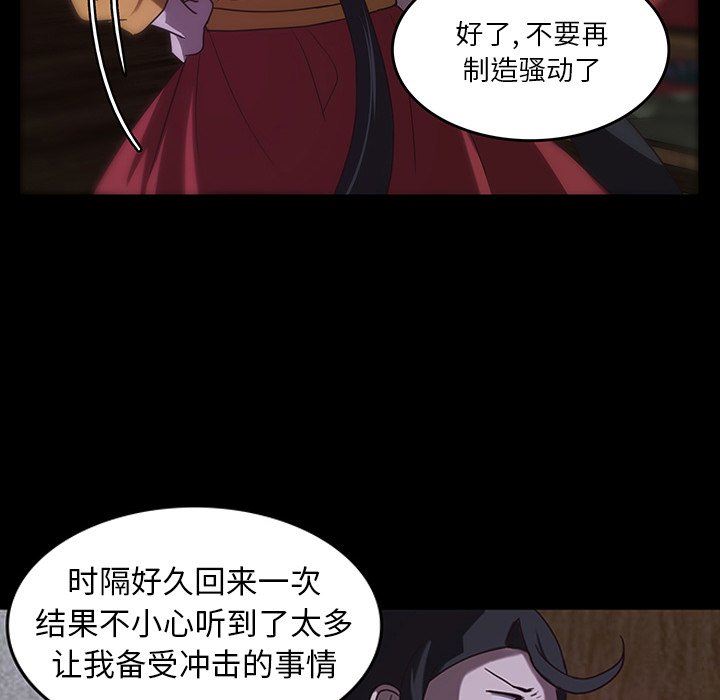 好了, 不要再
制造骚动了
时隔好久回来一次
结果不小心听到了太多
让我备受冲击的事情